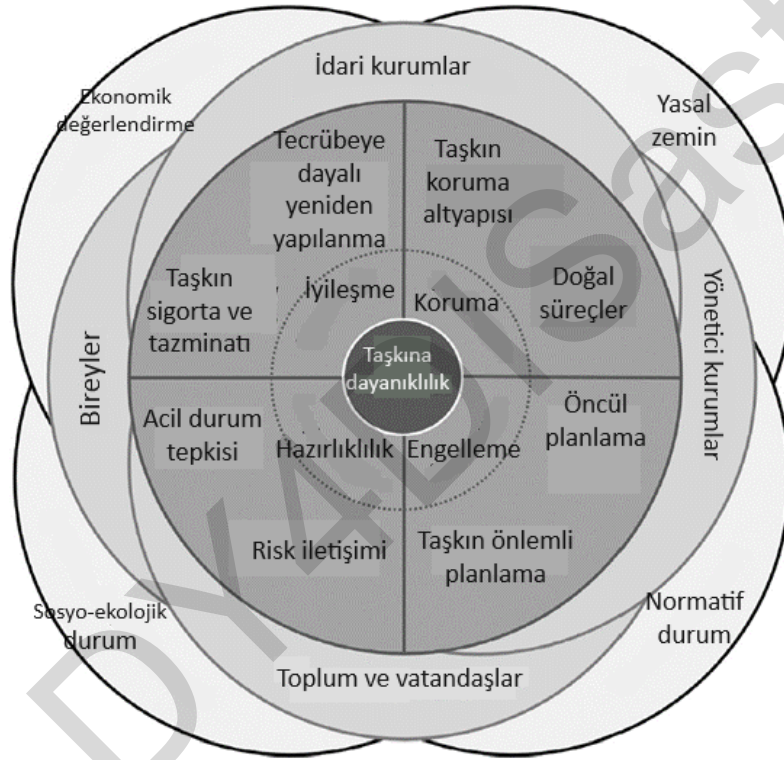 İdari kurumlar
Ekonomik
değerlendirme
Yasal
zemin
Tecrübeye
dayalı
yeniden
yapılanma
Taşkın
koruma
altyapısı
Taşkın
sigorta ve
tazminatı
İyileşme
Koruma
Doğal
süreçler
Bireyler
Taşkına
dayanıklılık
Yönetici kurumlar
Acil durum
tepkisi
Hazırlıklılık
Engelleme
Öncül
planlama
Risk iletişimi
Taşkın önlemli
planlama
Sosyo-ekolojik
durum
Normatif
durum
Toplum ve vatandaşlar
DY4DISast